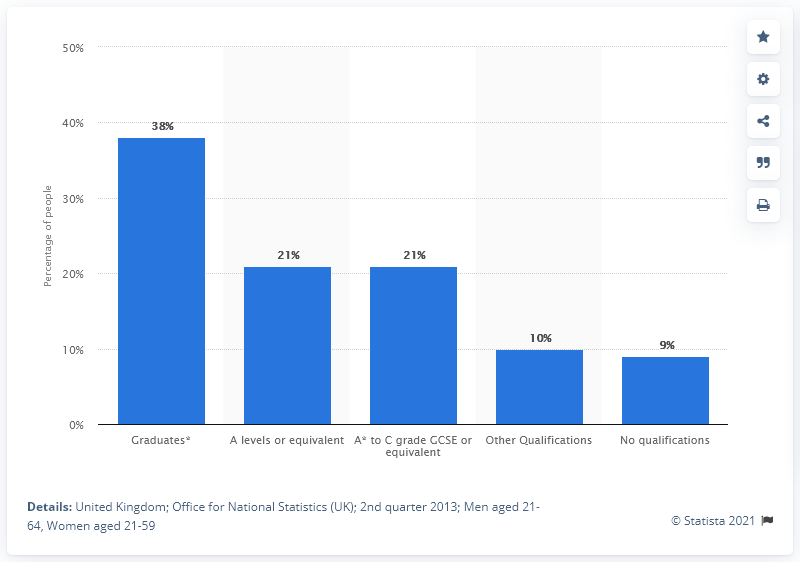 50%
40%
30%
20%
10%
0%
Percentage of people
38%
21%
21%
10%
9%
Graduates*
A levels or equivalent
A* to C grade GCSE or
equivalent
Other Qualifications
No qualifications
Details: United Kingdom; Office for National Statistics (UK); 2nd quarter 2013; Men aged 21-
64, Women aged 21-59
© Statista 2021